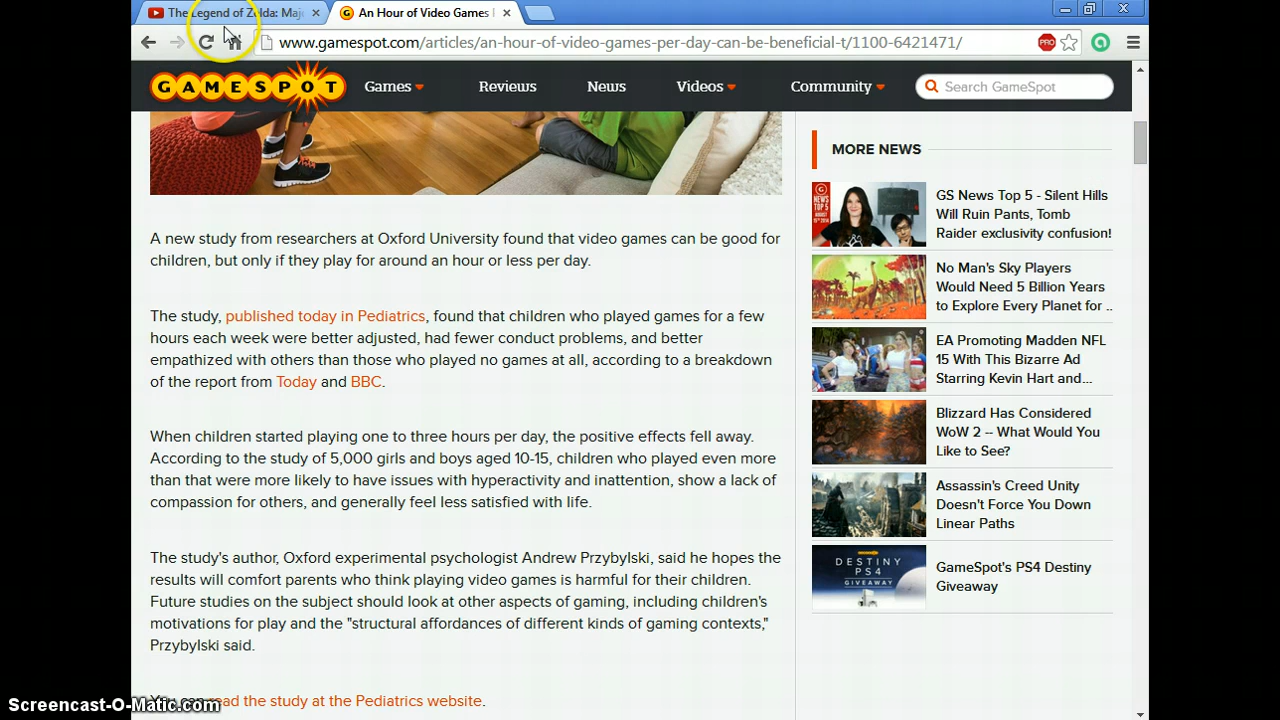 The Legend of Zelda: Maj
An Hour of Video Games
www.gamespot.com/articles/an-hour-of-video-games-per-day-can-be-beneficial-t/1100-6421471/
PRO
GAMESPOT
Games
Reviews
News
Videos
Community
Search GameSpot
A new study from researchers at Oxford University found that video games can be good for
children, but only if they play for around an hour or less per day.
The study, published today in Pediatrics, found that children who played games for a few
hours each week were better adjusted, had fewer conduct problems, and better
empathized with others than those who played no games at all, according to a breakdown
of the report from Today and BBC.
When children started playing one to three hours per day, the positive effects fell away.
According to the study of 5,000 girls and boys aged 10-15, children who played even more
than that were more likely to have issues with hyperactivity and inattention, show a lack of
compassion for others, and generally feel less satisfied with life.
The study's author, Oxford experimental psychologist Andrew Przybylski, said he hopes the
results will comfort parents who think playing video games is harmful for their children.
Future studies on the subject should look at other aspects of gaming, including children's
motivations for play and the "structural affordances of different kinds of gaming contexts,"
Przybylski said.
You can read the study at the Pediatrics website.
MORE NEWS
GS NEWS TOP 5
GS News Top 5 - Silent Hills
Will Ruin Pants, Tomb
Raider exclusivity confusion!
No Man's Sky Players
Would Need 5 Billion Years
to Explore Every Planet for ..
EA Promoting Madden NFL
15 With This Bizarre Ad
Starring Kevin Hart and...
Blizzard Has Considered
WoW 2 -- What Would You
Like to See?
Assassin's Creed Unity
Doesn't Force You Down
Linear Paths
DESTINY
PS4
GIVEAWAY
GameSpot's PS4 Destiny
Giveaway
Screencast-O-Matic.com